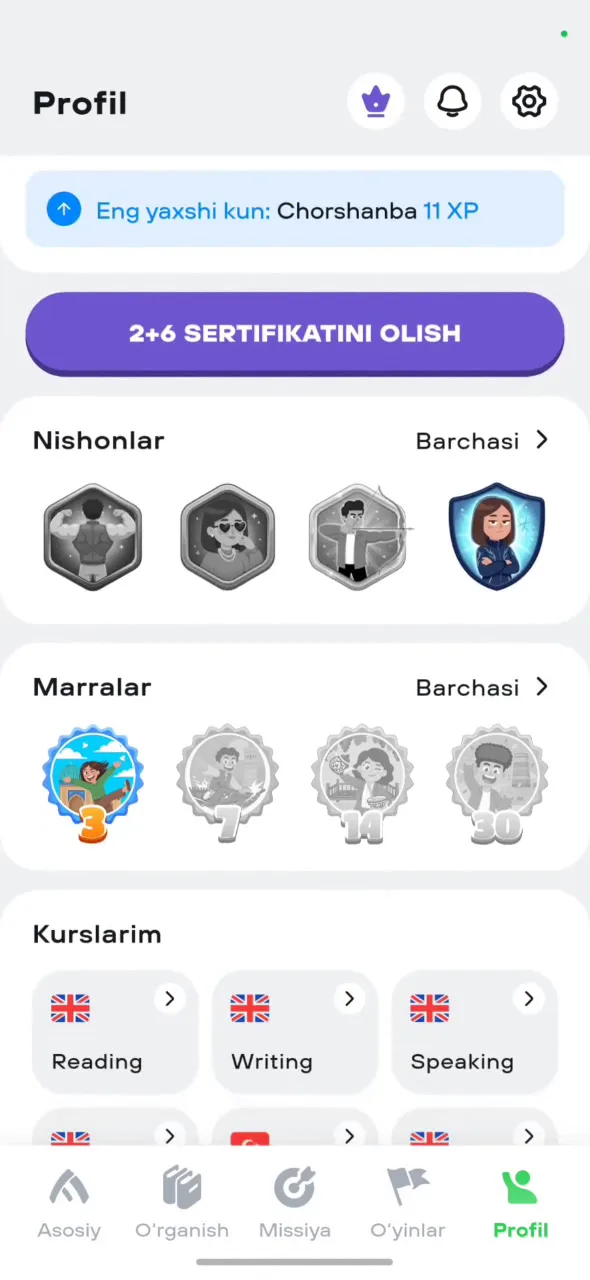 Profil
Eng yaxshi kun: Chorshanba 11 XP
2+6 SERTIFIKATINI OLISH
Nishonlar
Barchasi
Marralar
Barchasi
3
7
14
30
Kurslarim
Reading
Writing
Speaking
Asosiy
O'rganish
Missiya
O'yinlar
Profil